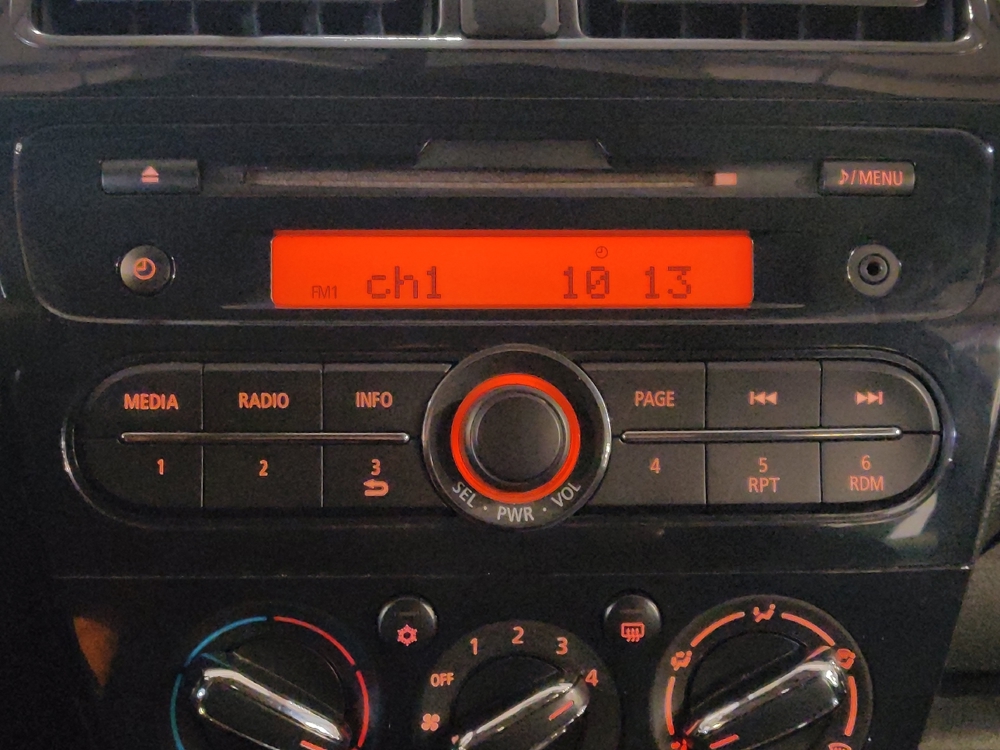 ♪/MENU
FM1 ch1 10 13
MEDIA RADIO INFO PAGE
1 2 3 4 5 6
RPT RDM
SEL · PWR · VOL
1 2 3 4
OFF